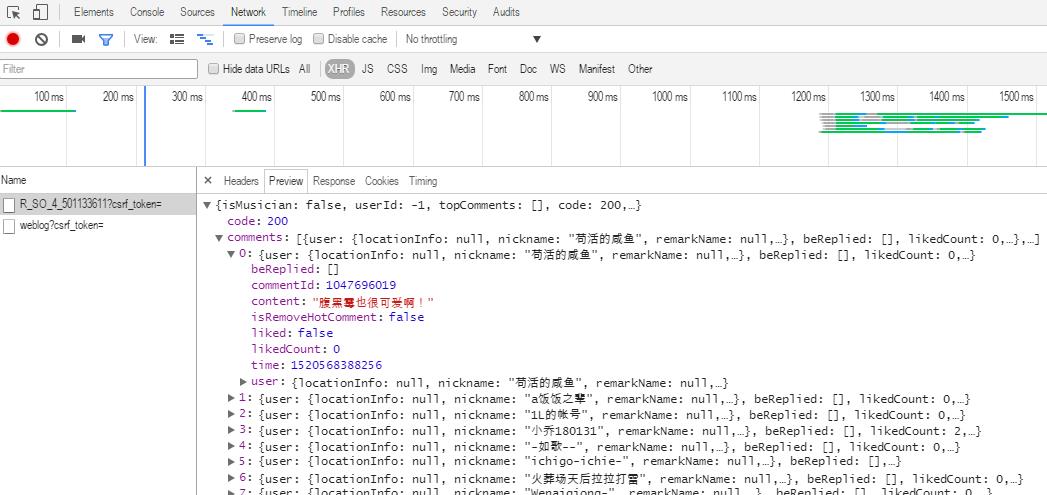 Elements Console Sources Network Timeline Profiles Resources Security Audits
View: Preserve log Disable cache No throttling
Filter Hide data URLs All XHR JS CSS Img Media Font Doc WS Manifest Other
100 ms 200 ms 300 ms 400 ms 500 ms 600 ms 700 ms 800 ms 900 ms 1000 ms 1100 ms 1200 ms 1300 ms 1400 ms 1500 ms
Name
R_SO_4_501133611?csrf_token=
weblog?csrf_token=
× Headers Preview Response Cookies Timing
▼{isMusician: false, userId: -1, topComments: [], code: 200,…}
code: 200
▼comments: [{user: {locationInfo: null, nickname: "苟活的咸鱼", remarkName: null,…}, beReplied: [], likedCount: 0,…},…]
▼0: {user: {locationInfo: null, nickname: "苟活的咸鱼", remarkName: null,…}, beReplied: [], likedCount: 0,…}
beReplied: []
commentId: 1047696019
content: "腹黑霉也很可爱啊！"
isRemoveHotComment: false
liked: false
likedCount: 0
time: 1520568388256
▶user: {locationInfo: null, nickname: "苟活的咸鱼", remarkName: null,…}
▶1: {user: {locationInfo: null, nickname: "a饭饭之辈", remarkName: null,…}, beReplied: [], likedCount: 0,…}
▶2: {user: {locationInfo: null, nickname: "1L的帐号", remarkName: null,…}, beReplied: [], likedCount: 0,…}
▶3: {user: {locationInfo: null, nickname: "小乔180131", remarkName: null,…}, beReplied: [], likedCount: 2,…}
▶4: {user: {locationInfo: null, nickname: "-如歌--", remarkName: null,…}, beReplied: [], likedCount: 0,…}
▶5: {user: {locationInfo: null, nickname: "ichigo-ichie-", remarkName: null,…}, beReplied: [],…}
▶6: {user: {locationInfo: null, nickname: "火葬场天后拉拉打雷", remarkName: null,…}, beReplied: [], likedCount: 0,…}
▶7: {user: {locationInfo: null, nickname: "Wenaiqiong-", remarkName: null,…}, beReplied: [], likedCount: 0,…}